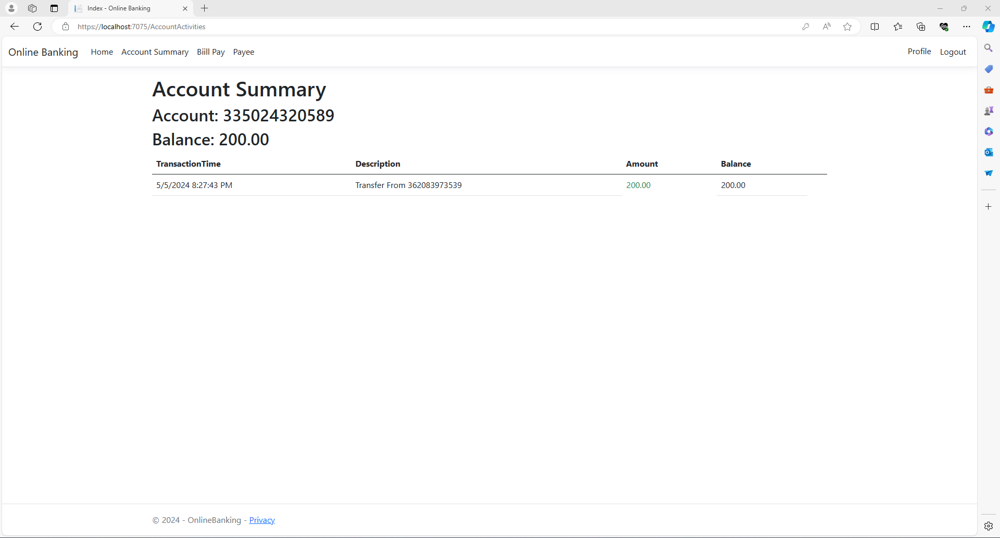 Index - Online Banking
https://localhost:7075/AccountActivities
Online Banking Home Account Summary Biill Pay Payee Profile Logout
Account Summary
Account: 335024320589
Balance: 200.00
TransactionTime Description Amount Balance
5/5/2024 8:27:43 PM Transfer From 362083973539 200.00 200.00
© 2024 - OnlineBanking - Privacy